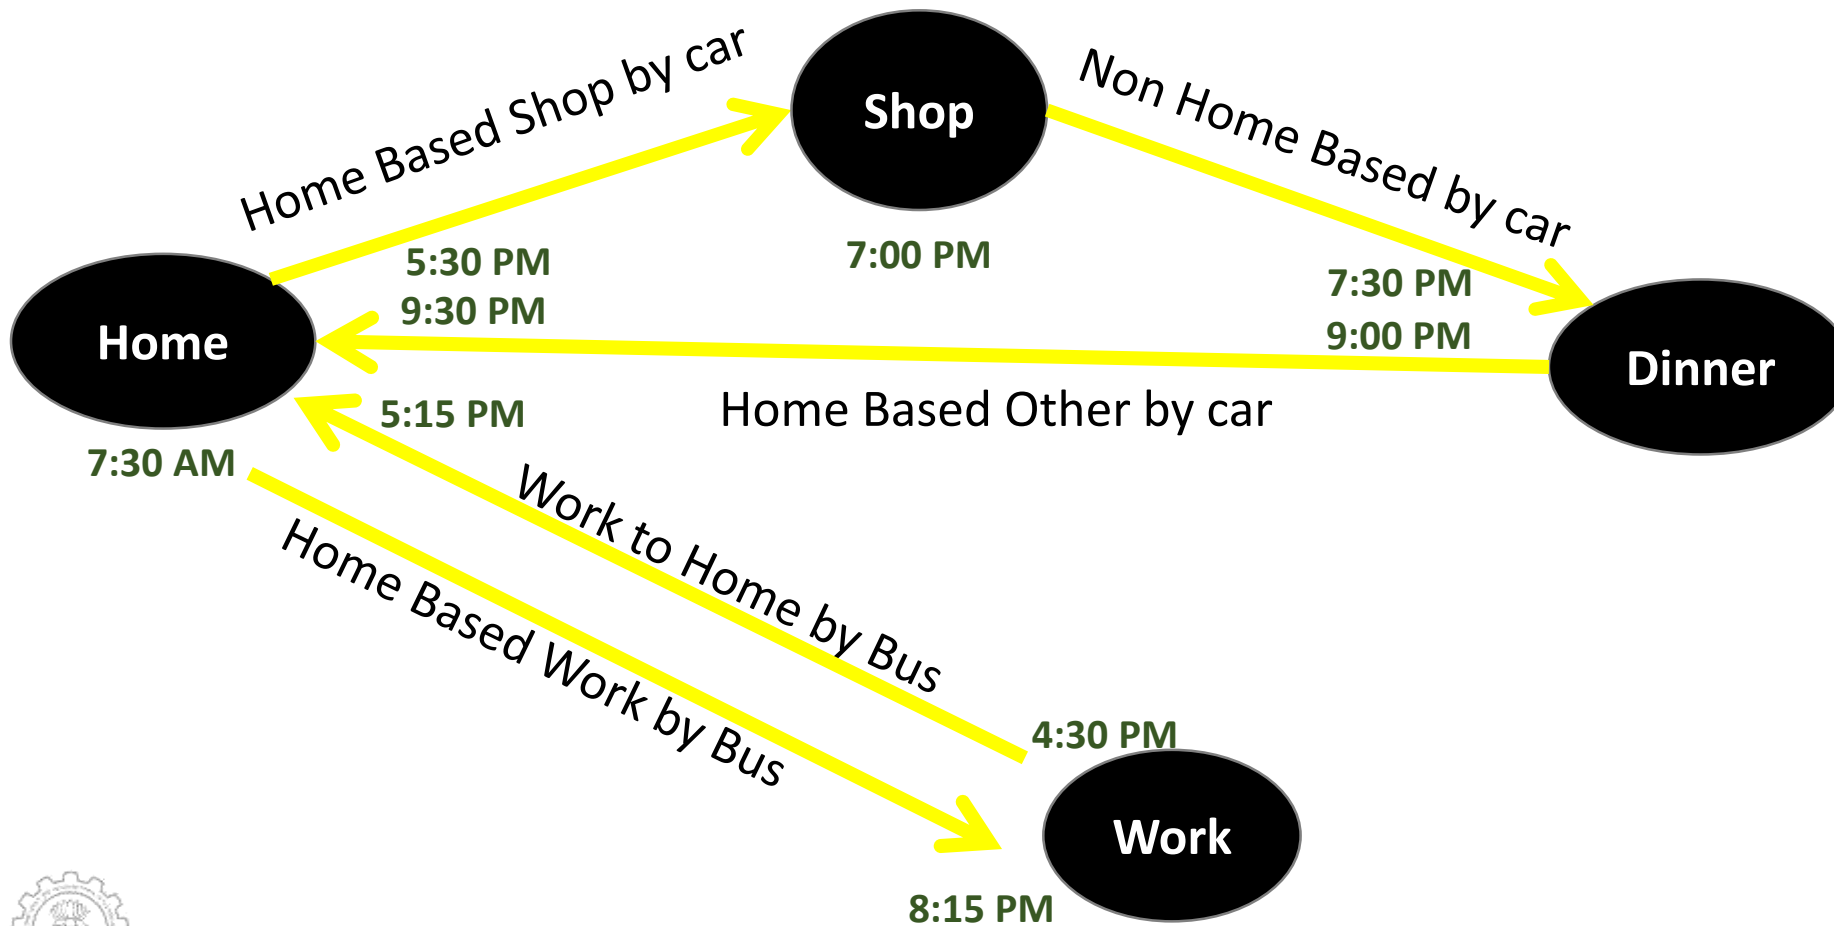 Home Based Shop by car
Shop
Non Home Based by car
5:30 PM
7:00 PM
7:30 PM
9:30 PM
9:00 PM
Home
Dinner
Home Based Other by car
5:15 PM
7:30 AM
Work to Home by Bus
Home Based Work by Bus
4:30 PM
Work
8:15 PM